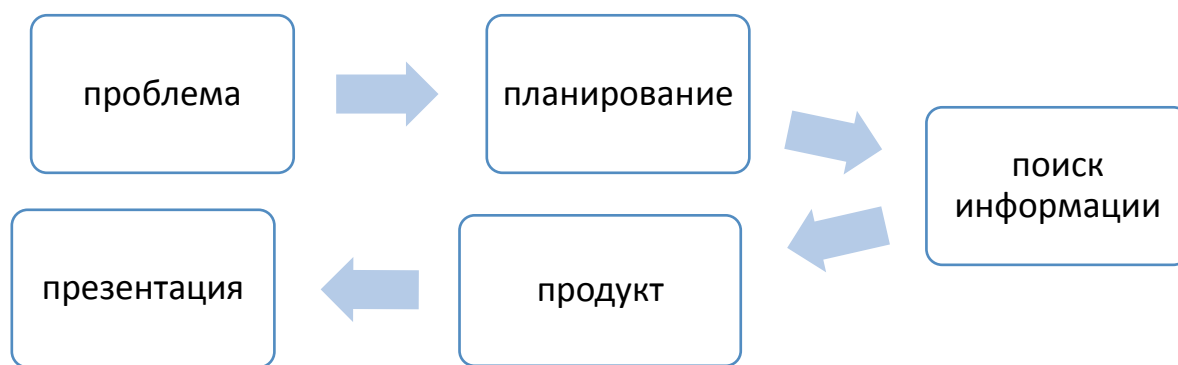 проблема
планирование
поиск
информации
продукт
презентация